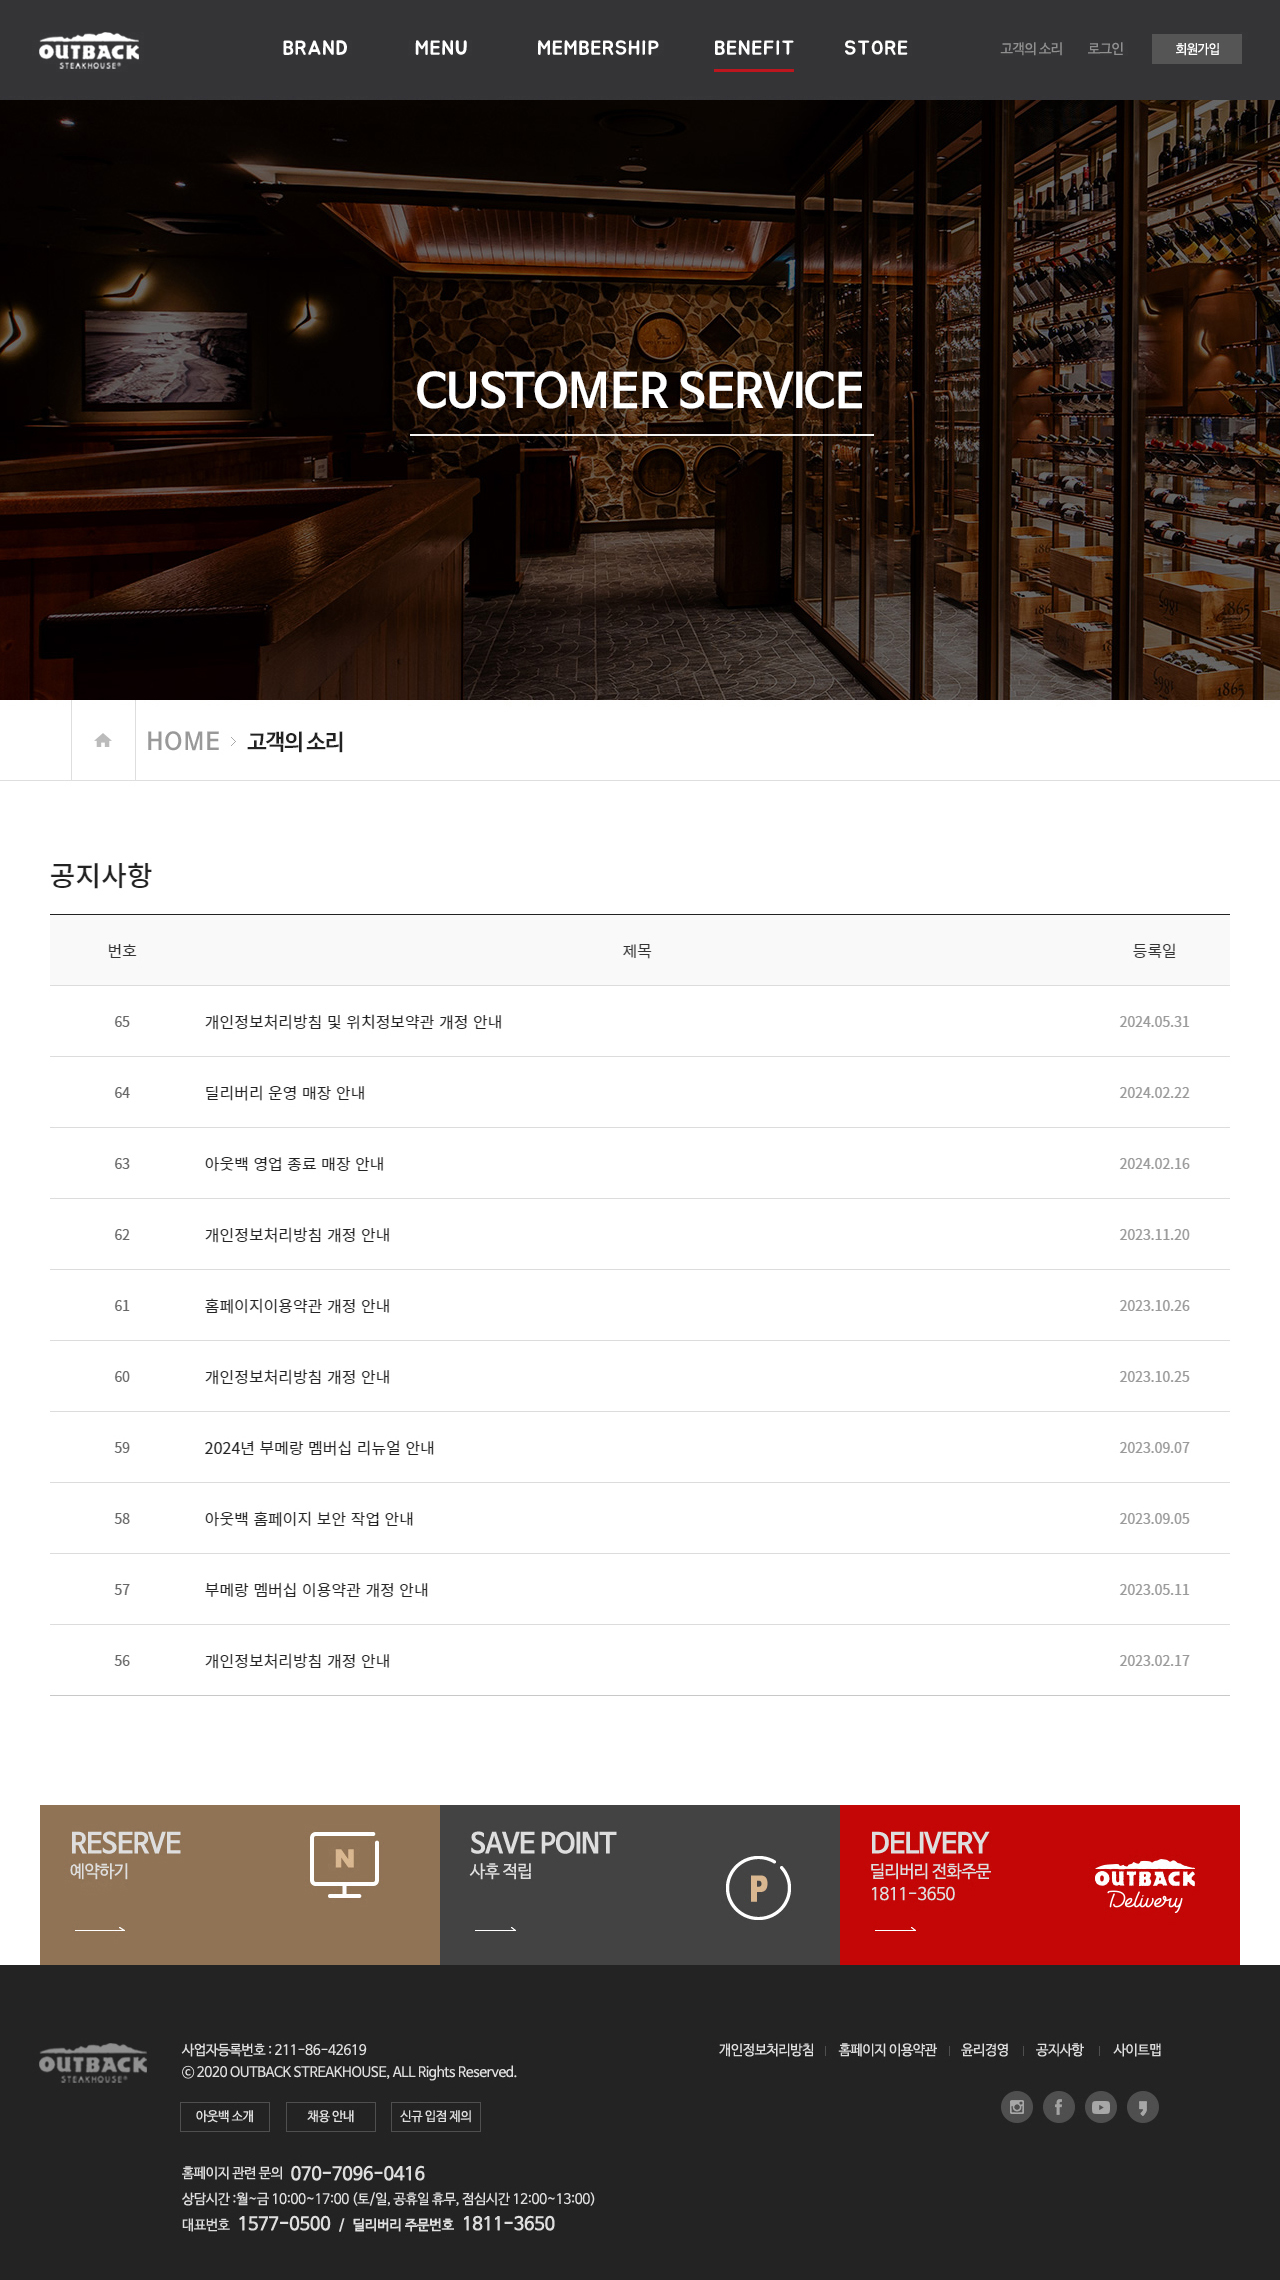 OUTBACK
STEAKHOUSE®
BRAND MENU MEMBERSHIP BENEFIT STORE 고객의 소리 로그인 회원가입
CUSTOMER SERVICE
HOME > 고객의 소리
공지사항
번호 제목 등록일
65 개인정보처리방침 및 위치정보약관 개정 안내 2024.05.31
64 딜리버리 운영 매장 안내 2024.02.22
63 아웃백 영업 종료 매장 안내 2024.02.16
62 개인정보처리방침 개정 안내 2023.11.20
61 홈페이지이용약관 개정 안내 2023.10.26
60 개인정보처리방침 개정 안내 2023.10.25
59 2024년 부메랑 멤버십 리뉴얼 안내 2023.09.07
58 아웃백 홈페이지 보안 작업 안내 2023.09.05
57 부메랑 멤버십 이용약관 개정 안내 2023.05.11
56 개인정보처리방침 개정 안내 2023.02.17
RESERVE
예약하기
N
SAVE POINT
사후 적립
P
DELIVERY
딜리버리 전화주문
1811-3650
OUTBACK
Delivery
OUTBACK
STEAKHOUSE®
사업자등록번호 : 211-86-42619
© 2020 OUTBACK STREAKHOUSE, ALL Rights Reserved.
아웃백 소개 채용 안내 신규 입점 제의
홈페이지 관련 문의 070-7096-0416
상담시간 :월~금 10:00~17:00 (토/일, 공휴일 휴무, 점심시간 12:00~13:00)
대표번호 1577-0500 / 딜리버리 주문번호 1811-3650
개인정보처리방침 | 홈페이지 이용약관 | 윤리경영 | 공지사항 | 사이트맵